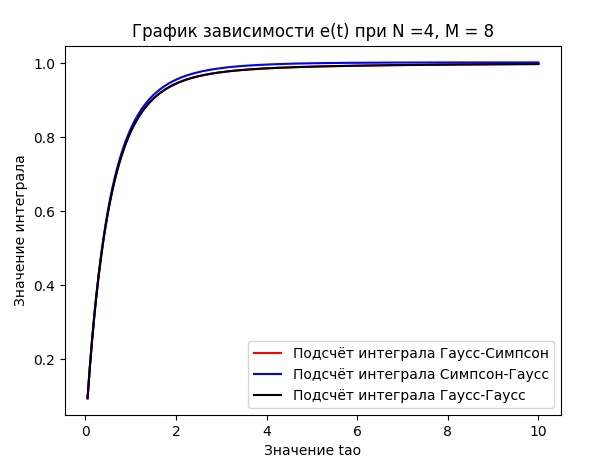 График зависимости e(t) при N =4, M = 8
Значение интеграла
1.0
0.8
0.6
0.4
0.2
Подсчёт интеграла Гаусс-Симпсон
Подсчёт интеграла Симпсон-Гаусс
Подсчёт интеграла Гаусс-Гаусс
0 2 4 6 8 10
Значение tao